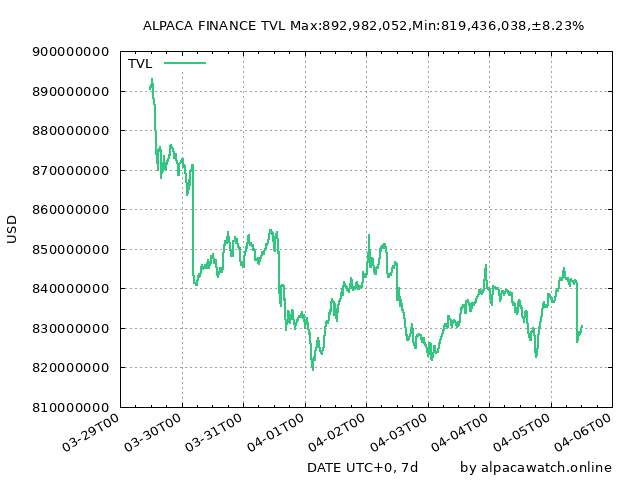 ALPACA FINANCE TVL Max:892,982,052,Min:819,436,038,±8.23%
900000000
TVL
890000000
880000000
870000000
860000000
850000000
840000000
830000000
820000000
810000000
USD
03-29T00
03-30T00
03-31T00
04-01T00
04-02T00
04-03T00
04-04T00
04-05T00
04-06T00
DATE UTC+0, 7d
by alpacawatch.online